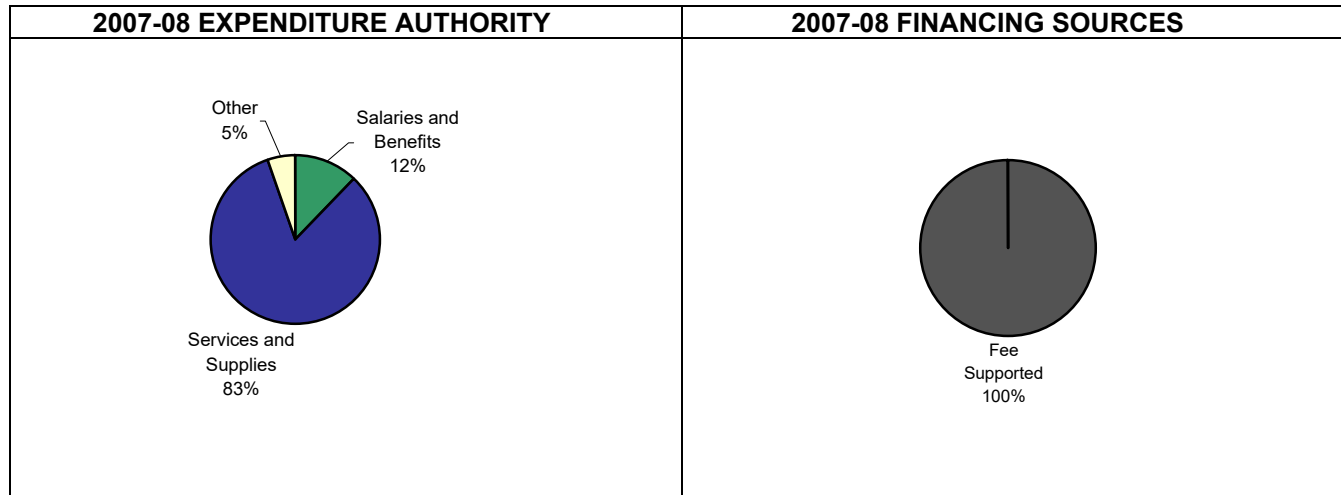 2007-08 EXPENDITURE AUTHORITY
Other
5%
Salaries and
Benefits
12%
Services and
Supplies
83%
2007-08 FINANCING SOURCES
Fee
Supported
100%